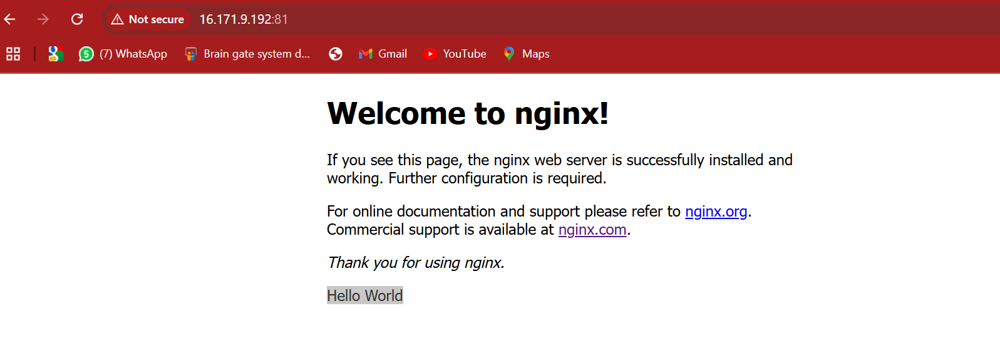 Not secure 16.171.9.192:81
5 (7) WhatsApp Brain gate system d... Gmail YouTube Maps
Welcome to nginx!
If you see this page, the nginx web server is successfully installed and
working. Further configuration is required.
For online documentation and support please refer to nginx.org.
Commercial support is available at nginx.com.
Thank you for using nginx.
Hello World